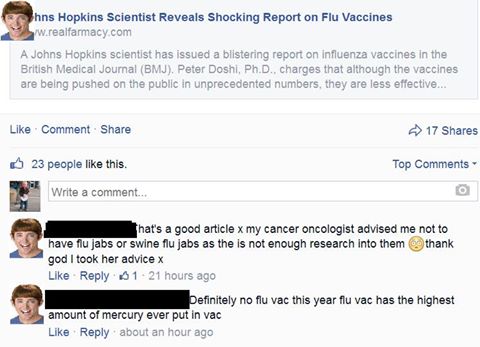 hns Hopkins Scientist Reveals Shocking Report on Flu Vaccines
w.realfarmacy.com
A Johns Hopkins scientist has issued a blistering report on influenza vaccines in the
British Medical Journal (BMJ). Peter Doshi, Ph.D., charges that although the vaccines
are being pushed on the public in unprecedented numbers, they are less effective...
Like · Comment · Share
17 Shares
23 people like this.
Top Comments
Write a comment...
hat's a good article x my cancer oncologist advised me not to
have flu jabs or swine flu jabs as the is not enough research into them 😳thank
god I took her advice x
Like · Reply · 1 · 21 hours ago
Definitely no flu vac this year flu vac has the highest
amount of mercury ever put in vac
Like · Reply · about an hour ago